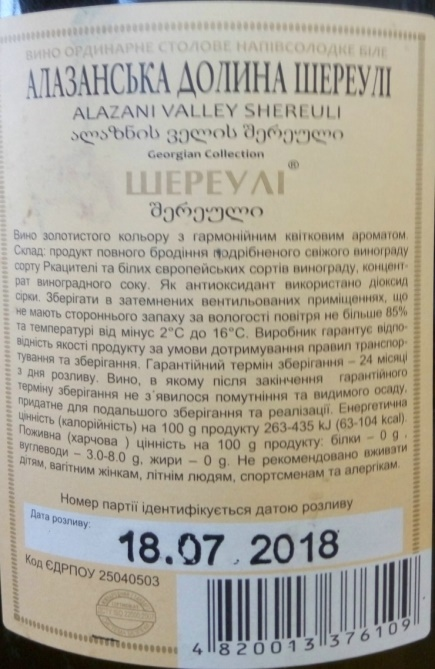 ВИНО ОРДИНАРНЕ СТОЛОВЕ НАПІВСОЛОДКЕ БІЛЕ
АЛАЗАНСЬКА ДОЛИНА ШЕРЕУЛІ
ALAZANI VALLEY SHEREULI
ალაზნის ველის შერეული
Georgian Collection
ШЕРЕУЛІ®
შერეული
Вино золотистого кольору з гармонійним квітковим ароматом.
Склад: продукт повного бродіння подрібненого свіжого винограду
сорту Ркацителі та білих європейських сортів винограду, концент-
рат виноградного соку. Як антиоксидант використано діоксид
сірки. Зберігати в затемнених вентильованих приміщеннях, що
не мають стороннього запаху за вологості повітря не більше 85%
та температурі від мінус 2°С до 16°С. Виробник гарантує відпо-
відність якості продукту за умови дотримування правил транспор-
тування та зберігання. Гарантійний термін зберігання – 24 місяці
з дня розливу. Вино, в якому після закінчення гарантійного
терміну зберігання не з´явилося помутніння та видимого осаду,
придатне для подальшого зберігання та реалізації. Енергетична
цінність (калорійність) на 100 g продукту 263-435 kJ (63-104 kcal).
Поживна (харчова ) цінність на 100 g продукту: білки – 0 g ,
вуглеводи – 3.0-8.0 g, жири – 0 g. Не рекомендовано вживати
дітям, вагітним жінкам, літнім людям, спортсменам та алергікам.
Номер партії ідентифікується датою розливу
Дата розливу:
18.07.2018
Код ЄДРПОУ 25040503
4 820013 376109